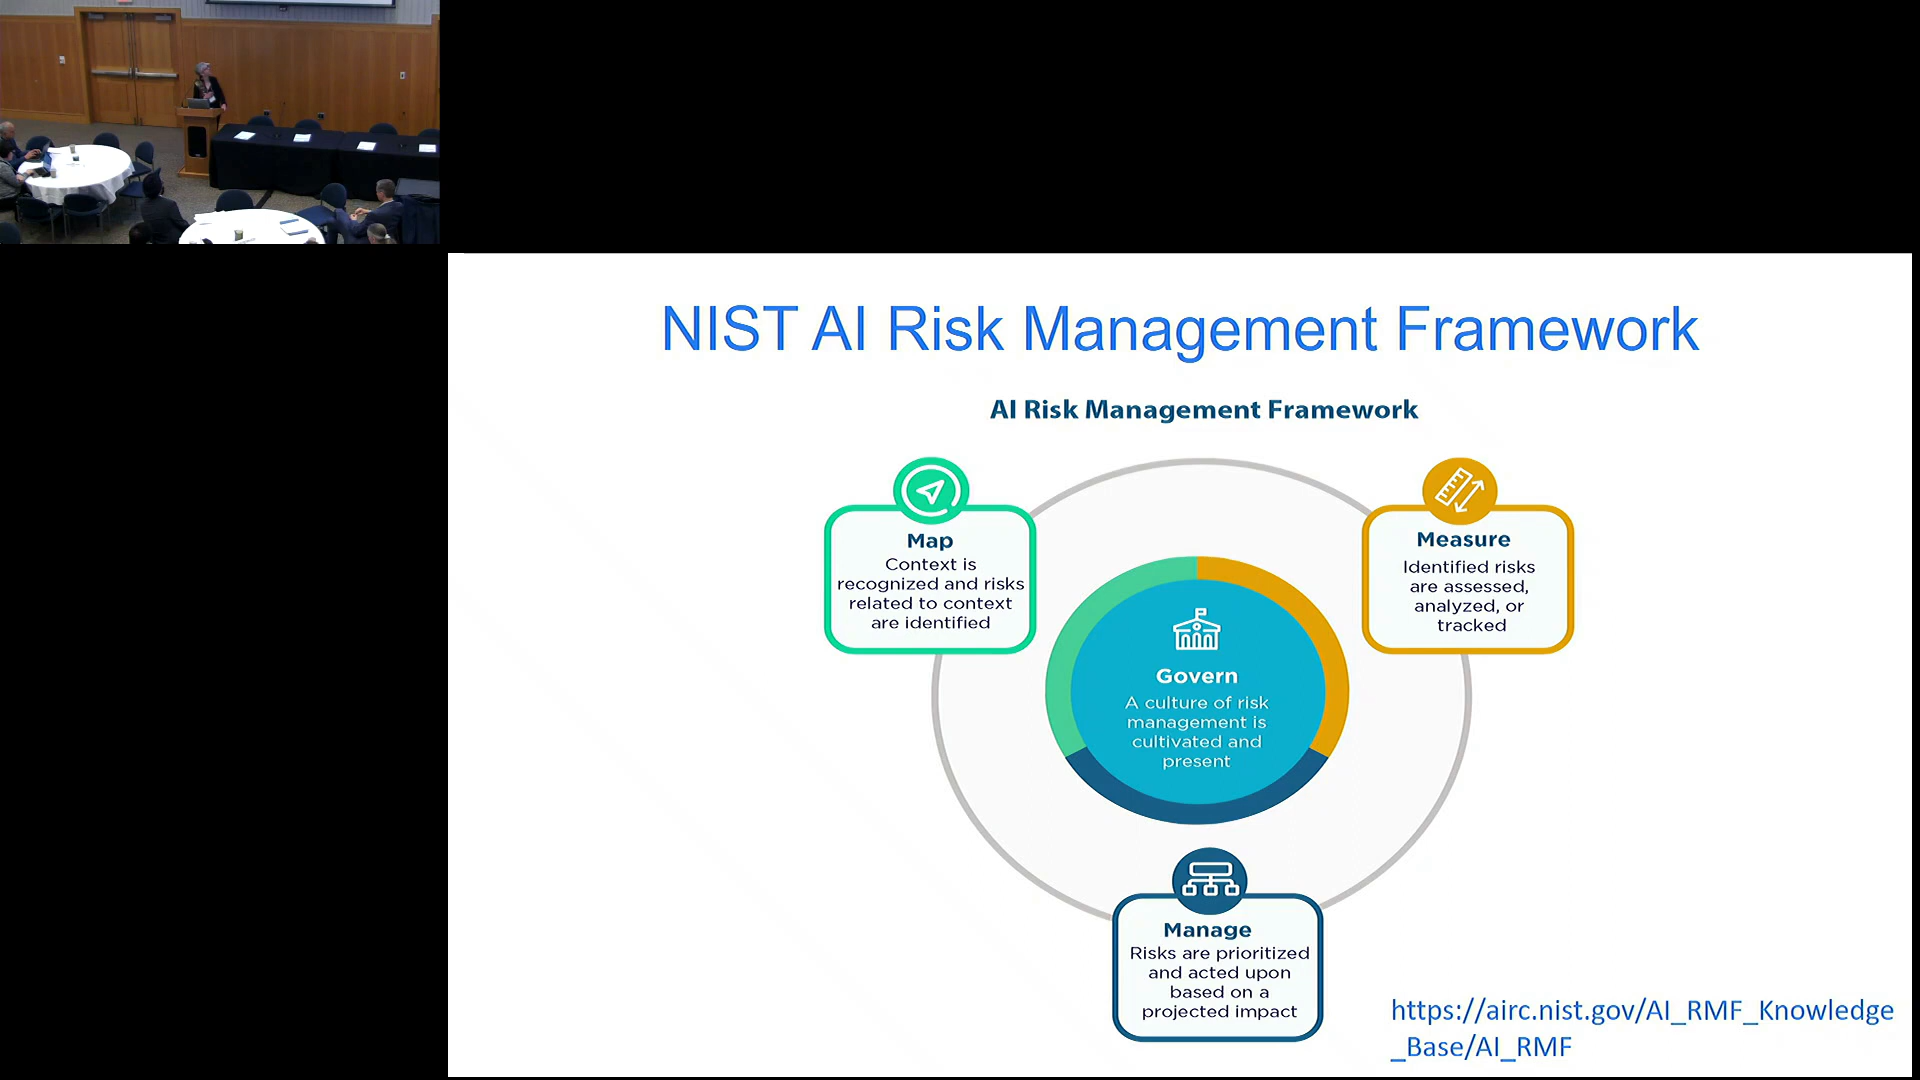 NIST AI Risk Management Framework
AI Risk Management Framework
Map
Context is
recognized and risks
related to context
are identified
Measure
Identified risks
are assessed,
analyzed, or
tracked
Govern
A culture of risk
management is
cultivated and
present
Manage
Risks are prioritized
and acted upon
based on a
projected impact
https://airc.nist.gov/AI_RMF_Knowledge
_Base/AI_RMF